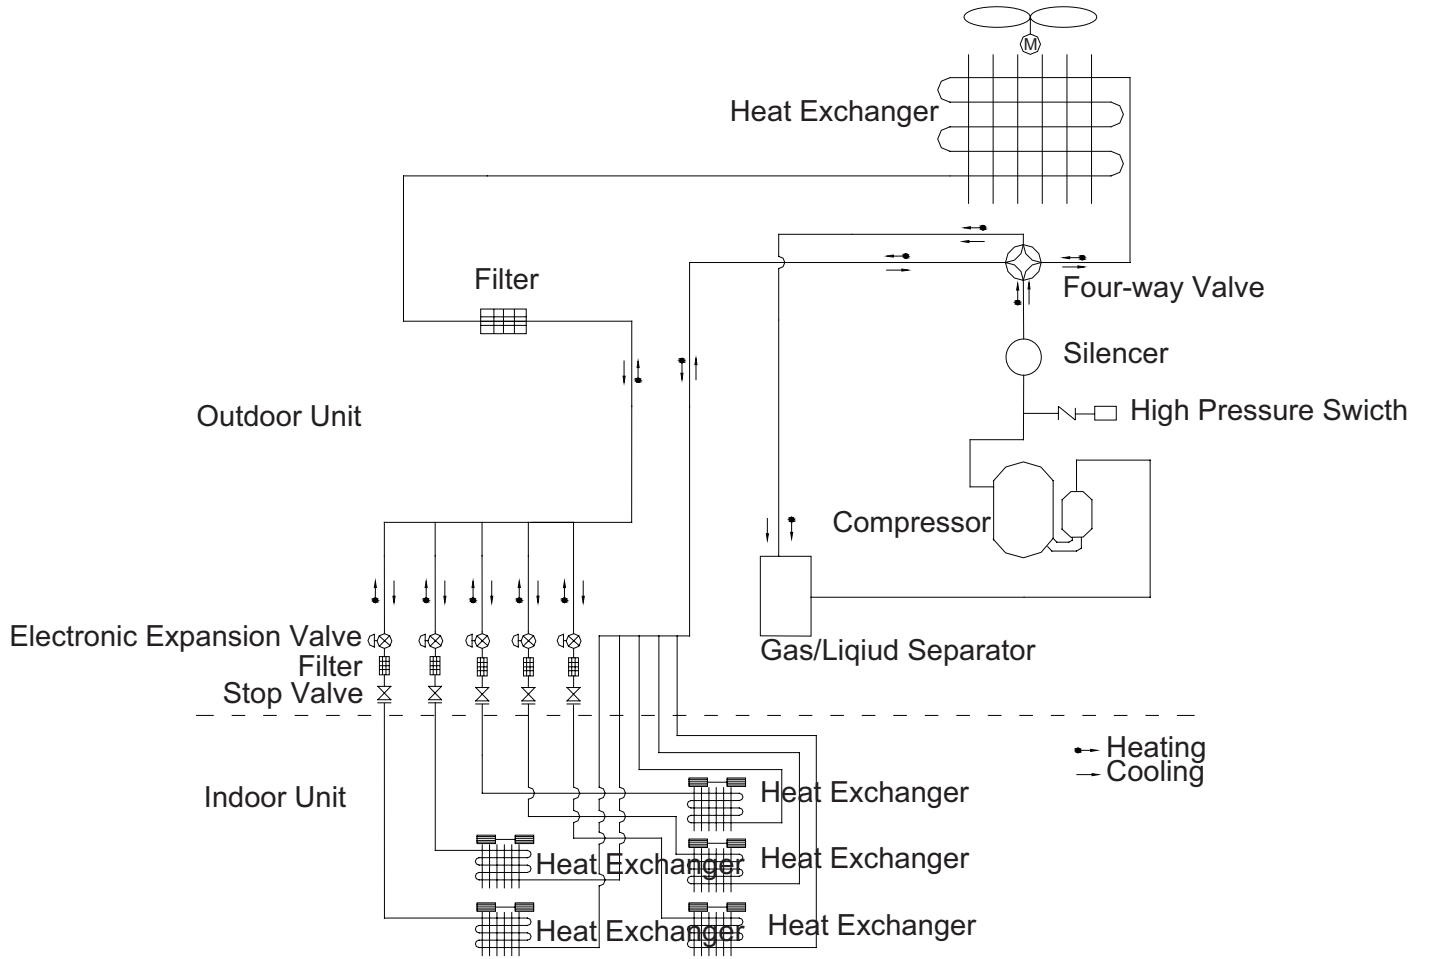 M
Heat Exchanger
Filter
Four-way Valve
Silencer
Outdoor Unit
High Pressure Swicth
Compressor
Electronic Expansion Valve
Filter
Stop Valve
Gas/Liqiud Separator
Heating
Cooling
Indoor Unit
Heat Exchanger
Heat Exchanger
Heat Exchanger
Heat Exchanger
Heat Exchanger